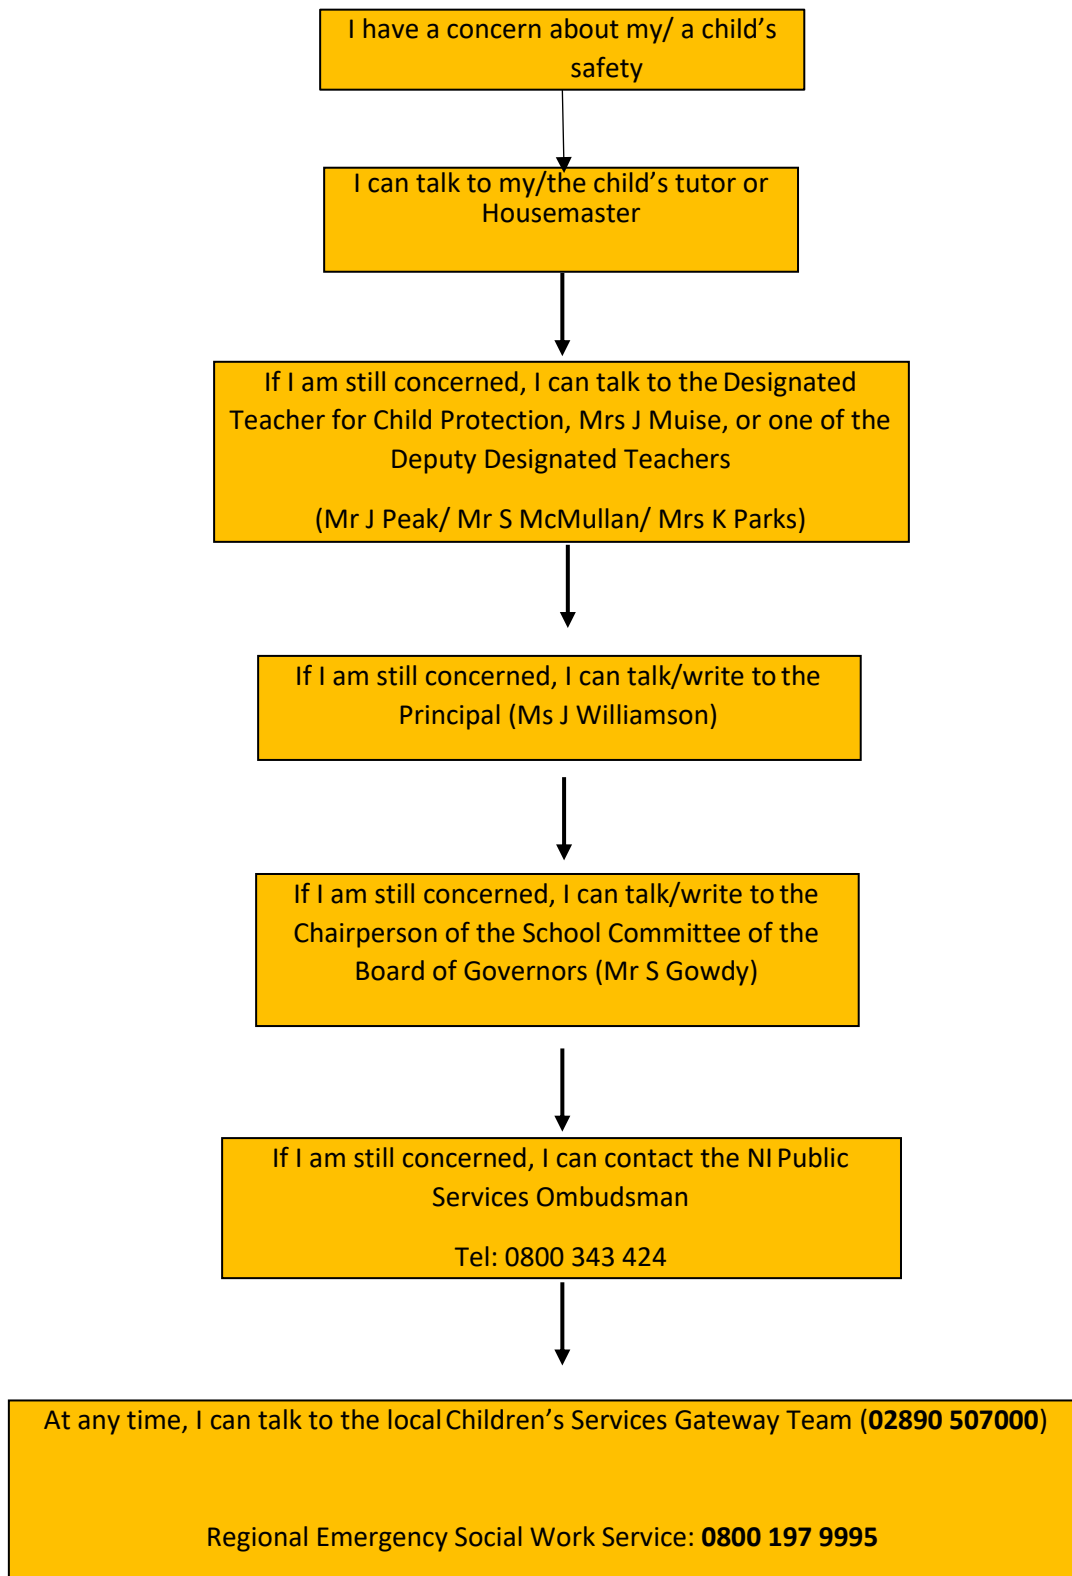 I have a concern about my/ a child’s
safety
I can talk to my/the child’s tutor or
Housemaster
If I am still concerned, I can talk to the Designated
Teacher for Child Protection, Mrs J Muise, or one of the
Deputy Designated Teachers
(Mr J Peak/ Mr S McMullan/ Mrs K Parks)
If I am still concerned, I can talk/write to the
Principal (Ms J Williamson)
If I am still concerned, I can talk/write to the
Chairperson of the School Committee of the
Board of Governors (Mr S Gowdy)
If I am still concerned, I can contact the NI Public
Services Ombudsman
Tel: 0800 343 424
At any time, I can talk to the local Children’s Services Gateway Team (02890 507000)
Regional Emergency Social Work Service: 0800 197 9995